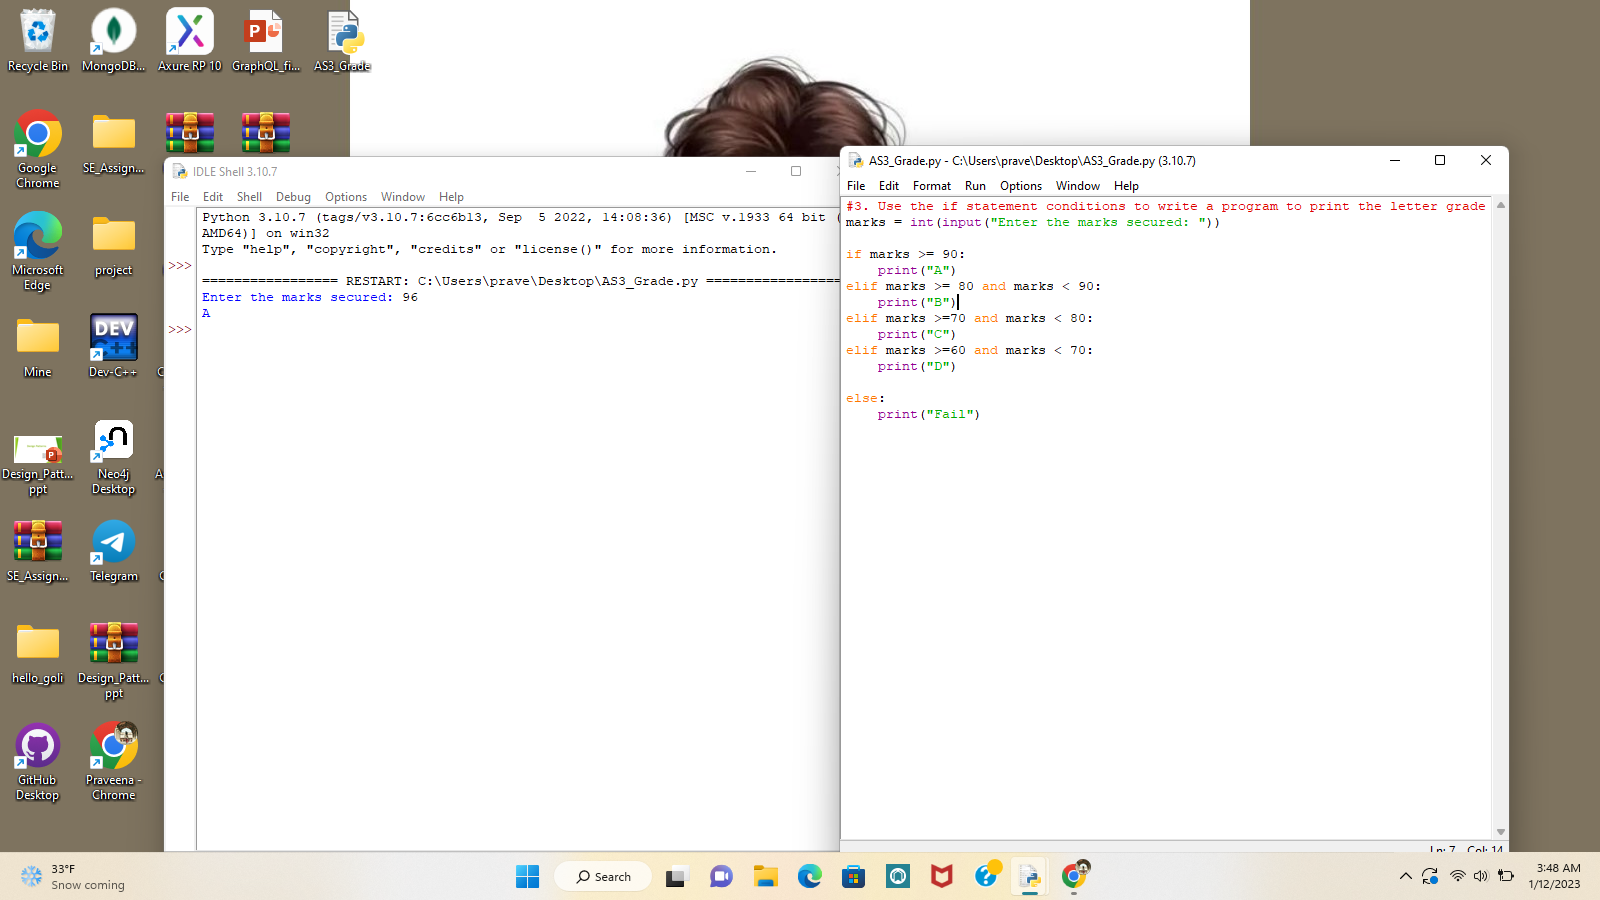 Recycle Bin
MongoDB...
Axure RP 10
GraphQL_fi...
AS3_Grade
Google
Chrome
SE_Assign...
Microsoft
Edge
project
Mine
DEV
C++
Dev-C++
Design_Patt...
ppt
Neo4j
Desktop
SE_Assign...
Telegram
hello_goli
Design_Patt...
ppt
GitHub
Desktop
Praveena -
Chrome
IDLE Shell 3.10.7
File Edit Shell Debug Options Window Help
Python 3.10.7 (tags/v3.10.7:6cc6b13, Sep  5 2022, 14:08:36) [MSC v.1933 64 bit (
AMD64)] on win32
Type "help", "copyright", "credits" or "license()" for more information.
>>>
================= RESTART: C:\Users\prave\Desktop\AS3_Grade.py =================
Enter the marks secured: 96
A
>>>
AS3_Grade.py - C:\Users\prave\Desktop\AS3_Grade.py (3.10.7)
File Edit Format Run Options Window Help
#3. Use the if statement conditions to write a program to print the letter grade
marks = int(input("Enter the marks secured: "))
if marks >= 90:
    print("A")
elif marks >= 80 and marks < 90:
    print("B")
elif marks >=70 and marks < 80:
    print("C")
elif marks >=60 and marks < 70:
    print("D")
else:
    print("Fail")
Ln: 7 Col: 14
33°F
Snow coming
Search
3:48 AM
1/12/2023